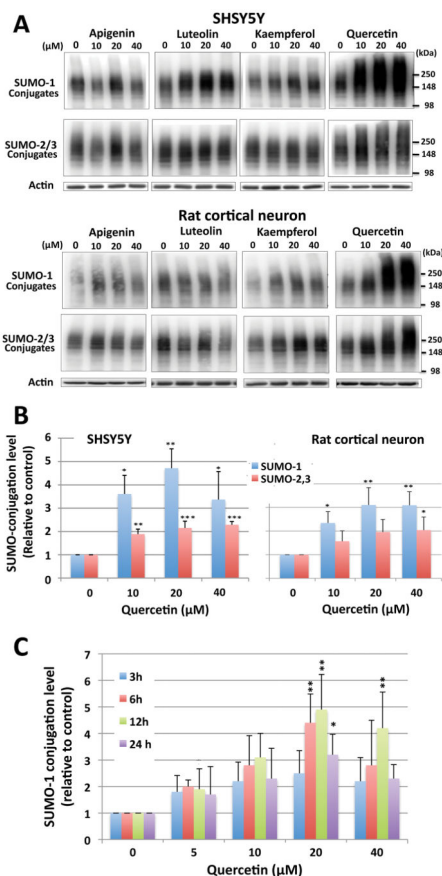 A
SHSY5Y
Apigenin Luteolin Kaempferol Quercetin
(μM) 0 10 20 40 0 10 20 40 0 10 20 40 0 10 20 40 (kDa)
SUMO-1
Conjugates
250
148
98
SUMO-2/3
Conjugates
250
148
98
Actin
Rat cortical neuron
Apigenin Luteolin Kaempferol Quercetin
(μM) 0 10 20 40 0 10 20 40 0 10 20 40 0 10 20 40 (kDa)
SUMO-1
Conjugates
250
148
98
SUMO-2/3
Conjugates
250
148
98
Actin
B
SHSY5Y
Rat cortical neuron
SUMO-conjugation level
(Relative to control)
6
5
4
3
2
1
0
* ** ** *** * ***
SUMO-1
SUMO-2,3
* ** ** *
0 10 20 40
Quercetin (μM)
0 10 20 40
Quercetin (μM)
C
SUMO-1 conjugation level
(relative to control)
7
6
5
4
3
2
1
0
3h
6h
12h
24 h
** ** * **
0 5 10 20 40
Quercetin (μM)